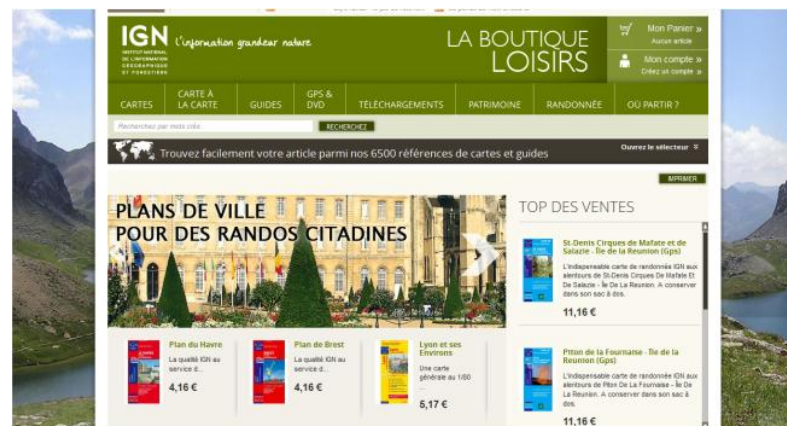 IGN
INSTITUT NATIONAL
DE L'INFORMATION
GÉOGRAPHIQUE
ET FORESTIÈRE
L'information grandeur nature
LA BOUTIQUE
LOISIRS
Mon Panier »
Aucun article
Mon compte »
Créez un compte »
CARTES
CARTE À
LA CARTE
GUIDES
GPS &
DVD
TÉLÉCHARGEMENTS
PATRIMOINE
RANDONNÉE
OÙ PARTIR ?
Recherchez par mots clés
RECHERCHEZ
Trouvez facilement votre article parmi nos 6500 références de cartes et guides
Ouvrez le sélecteur
IMPRIMER
PLANS DE VILLE
POUR DES RANDOS CITADINES
Plan du Havre
La qualité IGN au
service d...
4,16 €
Plan de Brest
La qualité IGN au
service d...
4,16 €
Lyon et ses
Environs
Une carte
générale au 1/80
...
5,17 €
TOP DES VENTES
St-Denis Cirques de Mafate et de
Salazie - Île de la Reunion (Gps)
L'indispensable carte de randonnée IGN aux
alentours de St-Denis Cirques De Mafate Et
De Salazie - Île De La Reunion. A conserver
dans son sac à
dos.
11,16 €
Piton de la Fournaise - Île de la
Reunion (Gps)
L'indispensable carte de randonnée IGN aux
alentours de Piton De La Fournaise - Île De
La Reunion. A conserver dans son sac à
dos.
11,16 €